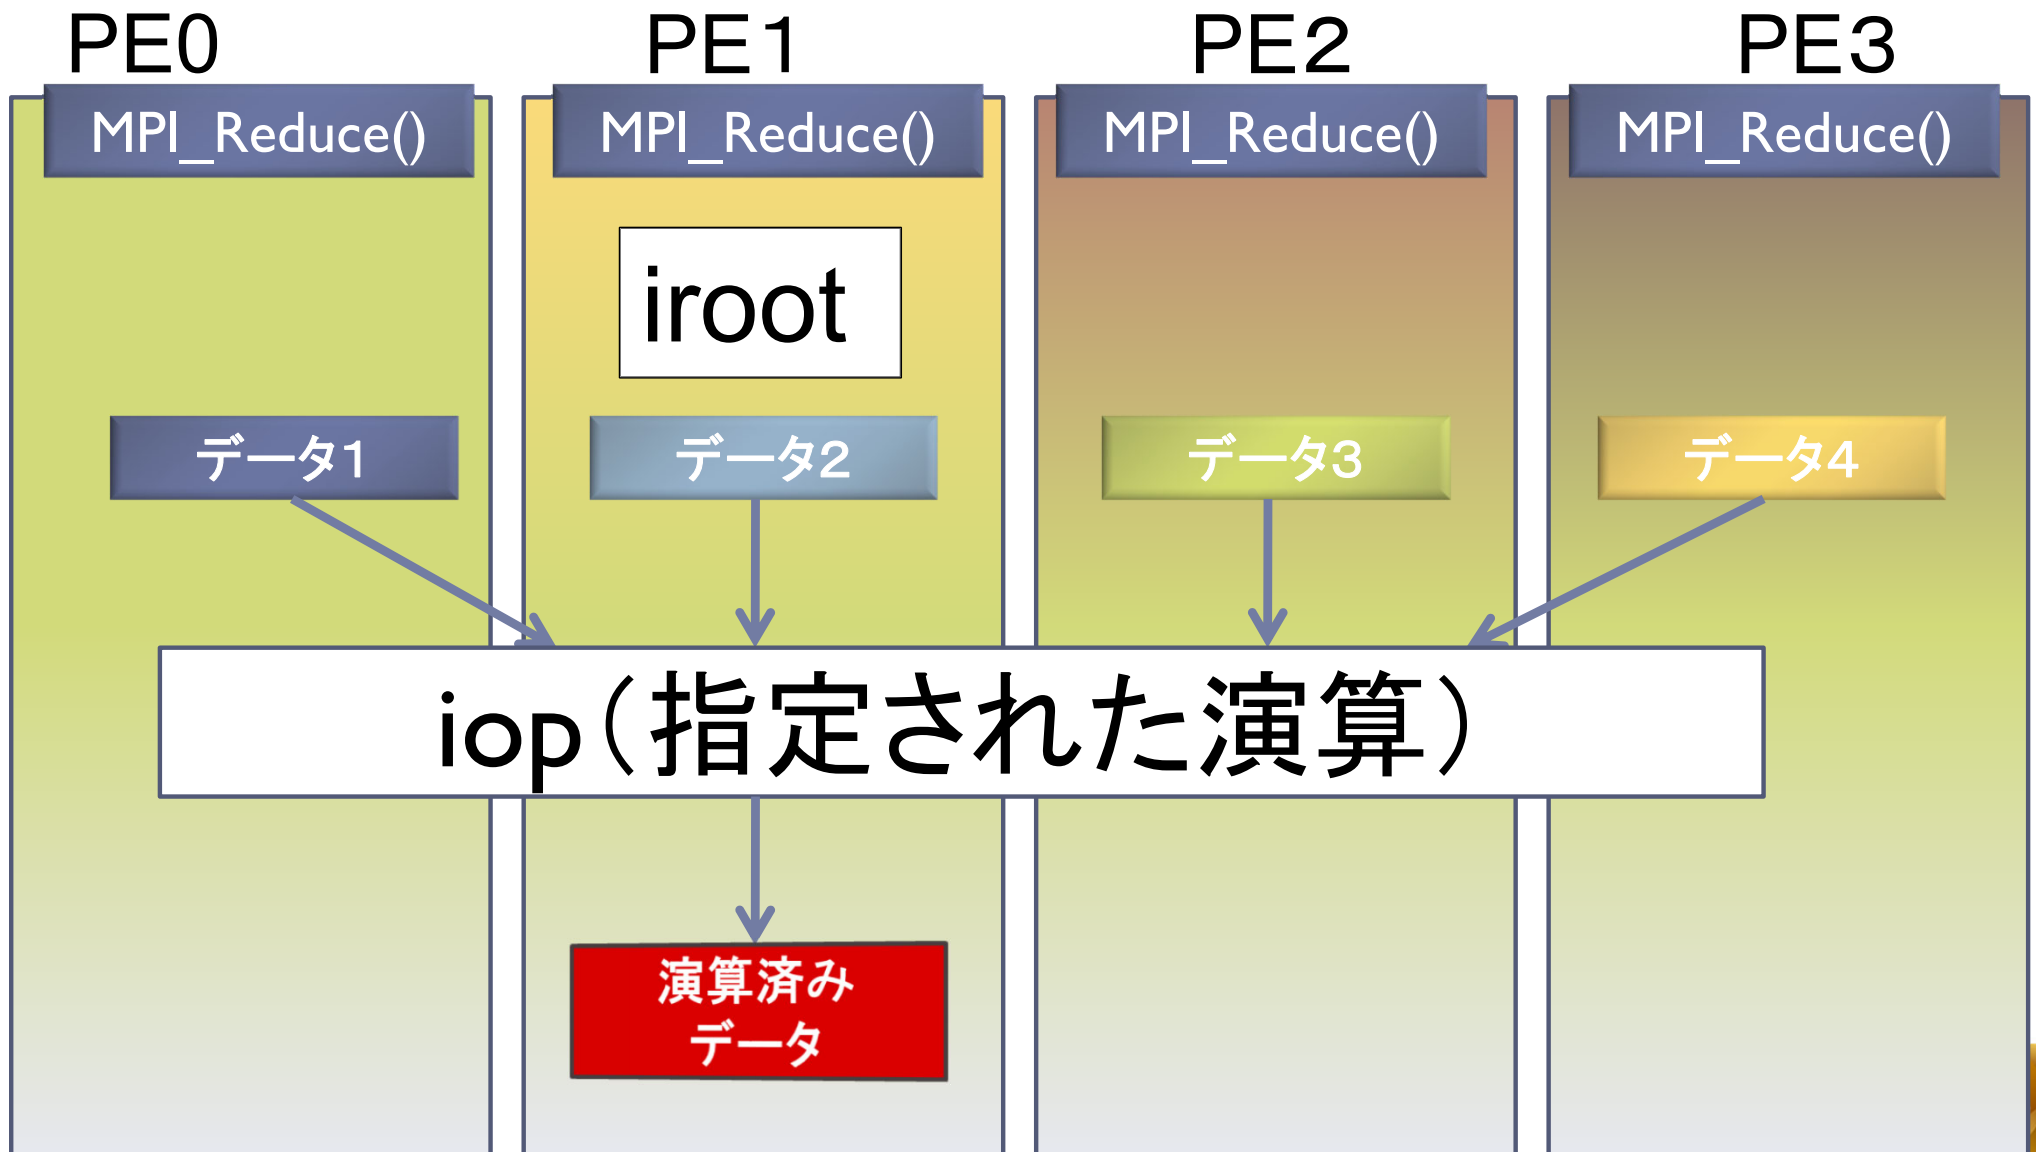 PE0 PE1 PE2 PE3
MPI_Reduce() MPI_Reduce() MPI_Reduce() MPI_Reduce()
iroot
データ1 データ2 データ3 データ4
iop（指定された演算）
演算済み
データ